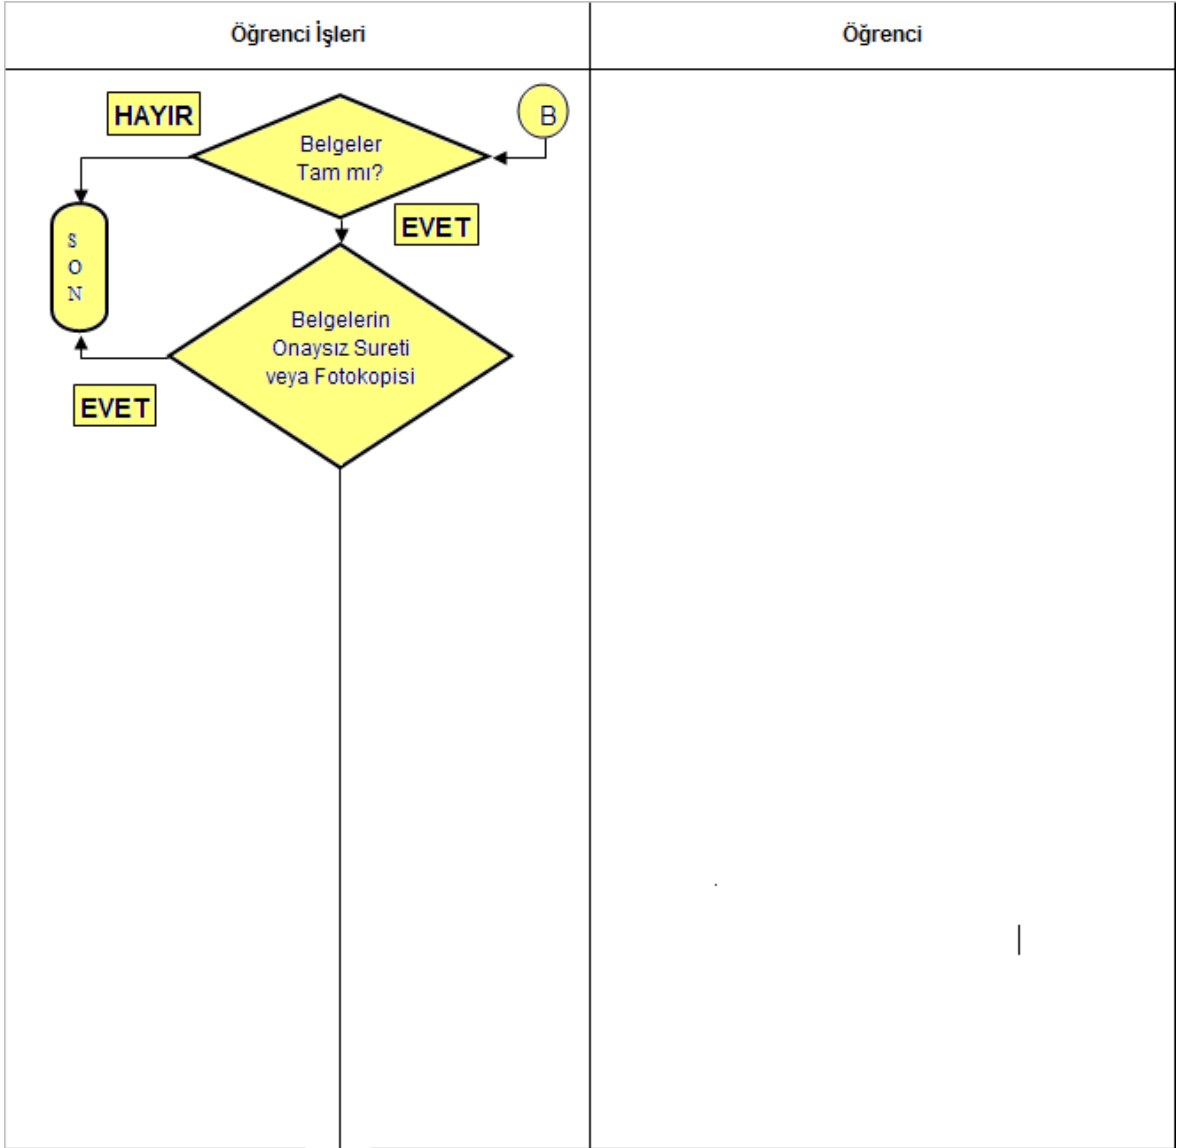 Öğrenci İşleri
Öğrenci
HAYIR
B
Belgeler
Tam mı?
EVET
S
O
N
Belgelerin
Onaysız Sureti
veya Fotokopisi
EVET